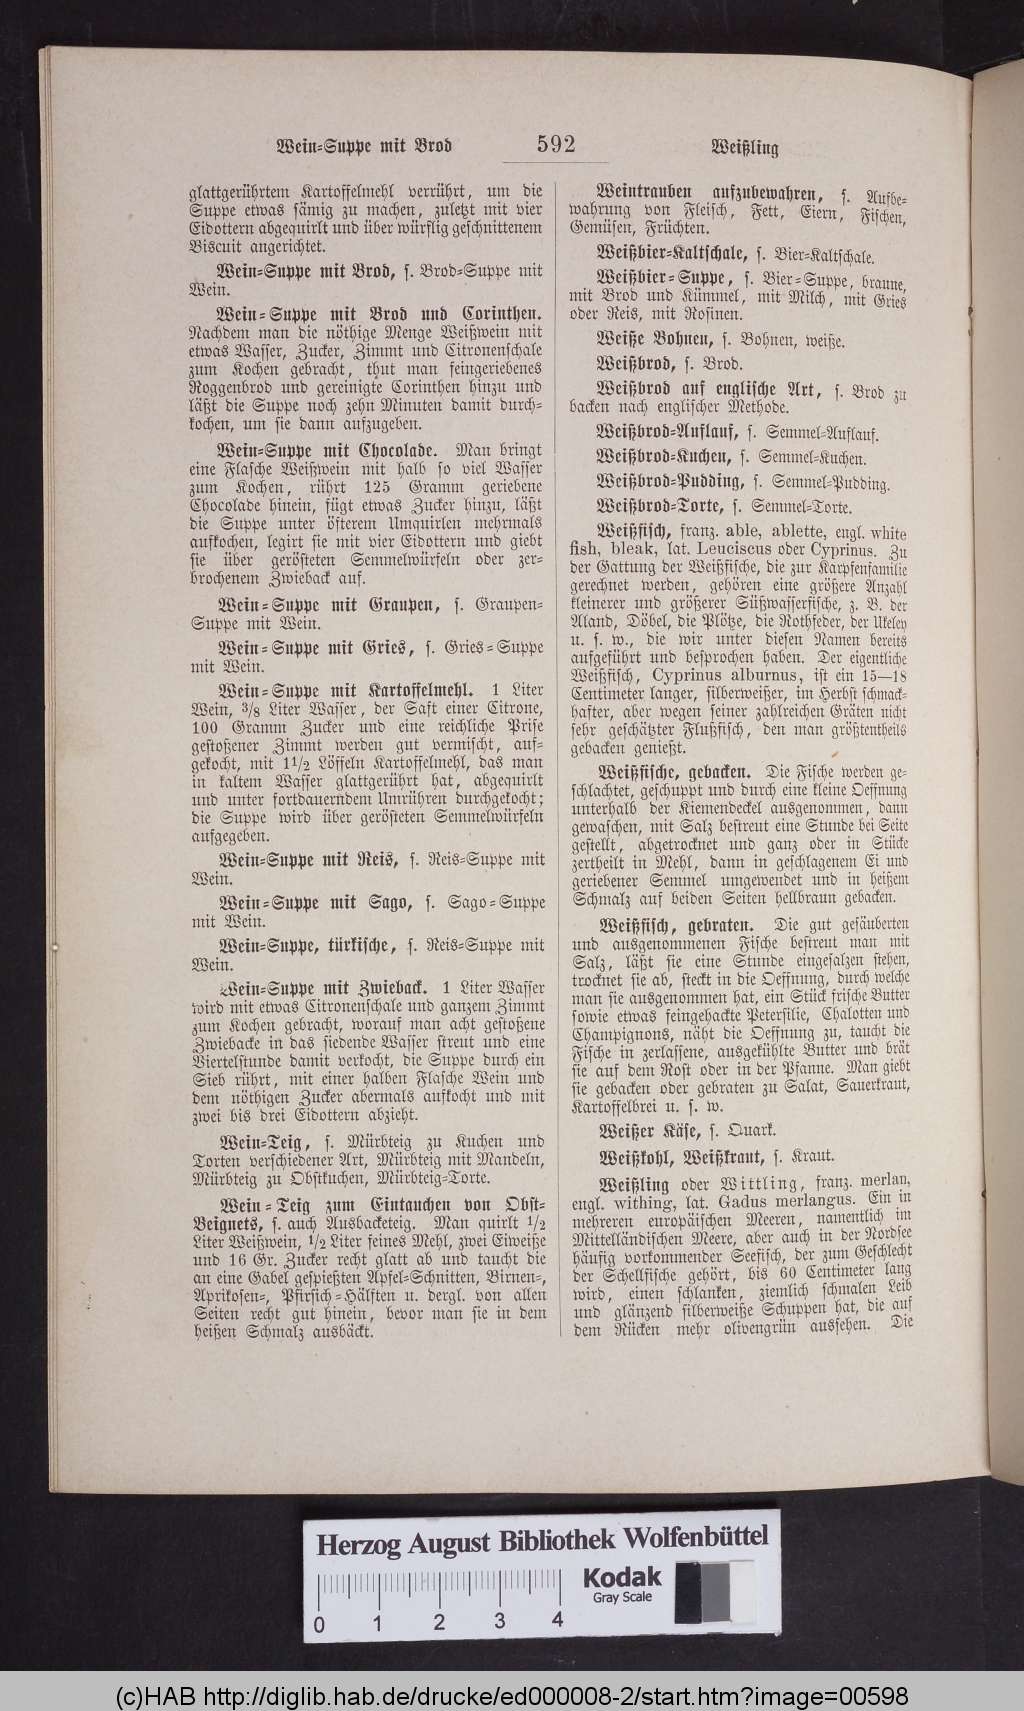 Wein-Suppe mit Brod 592 Weißling
glattgerührtem Kartoffelmehl verrührt, um die
Suppe etwas sämig zu machen, zuletzt mit vier
Eidottern abgequirlt und über würflig geschnittenem
Biscuit angerichtet.
Wein-Suppe mit Brod, s. Brod-Suppe mit
Wein.
Wein-Suppe mit Brod und Corinthen.
Nachdem man die nöthige Menge Weißwein mit
etwas Wasser, Zucker, Zimmt und Citronenschale
zum Kochen gebracht, thut man feingeriebenes
Roggenbrod und gereinigte Corinthen hinzu und
läßt die Suppe noch zehn Minuten damit durch-
kochen, um sie dann aufzugeben.
Wein-Suppe mit Chocolade. Man bringt
eine Flasche Weißwein mit halb so viel Wasser
zum Kochen, rührt 125 Gramm geriebene
Chocolade hinein, fügt etwas Zucker hinzu, läßt
die Suppe unter öfterem Umquirlen mehrmals
aufkochen, legirt sie mit vier Eidottern und giebt
sie über gerösteten Semmelwürfeln oder zer-
brochenem Zwieback auf.
Wein-Suppe mit Graupen, s. Graupen-
Suppe mit Wein.
Wein-Suppe mit Gries, s. Gries-Suppe
mit Wein.
Wein-Suppe mit Kartoffelmehl. 1 Liter
Wein, 3/8 Liter Wasser, der Saft einer Citrone,
100 Gramm Zucker und eine reichliche Prise
gestoßener Zimmt werden gut vermischt, auf-
gekocht, mit 1 1/2 Löffeln Kartoffelmehl, das man
in kaltem Wasser glattgerührt hat, abgequirlt
und unter fortdauerndem Umrühren durchgekocht;
die Suppe wird über gerösteten Semmelwürfeln
aufgegeben.
Wein-Suppe mit Reis, s. Reis-Suppe mit
Wein.
Wein-Suppe mit Sago, s. Sago-Suppe
mit Wein.
Wein-Suppe, türkische, s. Reis-Suppe mit
Wein.
Wein-Suppe mit Zwieback. 1 Liter Wasser
wird mit etwas Citronenschale und ganzem Zimmt
zum Kochen gebracht, worauf man acht gestoßene
Zwiebacke in das siedende Wasser streut und eine
Viertelstunde damit verkocht, die Suppe durch ein
Sieb rührt, mit einer halben Flasche Wein und
dem nöthigen Zucker abermals aufkocht und mit
zwei bis drei Eidottern abzieht.
Wein-Teig, s. Mürbteig zu Kuchen und
Torten verschiedener Art, Mürbteig mit Mandeln,
Mürbteig zu Obstkuchen, Mürbteig-Torte.
Wein-Teig zum Eintauchen von Obst-
Beignets, s. auch Ausbacketeig. Man quirlt 1/2
Liter Weißwein, 1/2 Liter feines Mehl, zwei Eiweiße
und 16 Gr. Zucker recht glatt ab und taucht die
an eine Gabel gespießten Apfel-Schnitten, Birnen-,
Aprikosen-, Pfirsich-Hälften u. dergl. von allen
Seiten recht gut hinein, bevor man sie in dem
heißen Schmalz ausbäckt.
Weintrauben aufzubewahren, s. Aufbe-
wahrung von Fleisch, Fett, Eiern, Fischen,
Gemüsen, Früchten.
Weißbier-Kaltschale, s. Bier-Kaltschale.
Weißbier-Suppe, s. Bier-Suppe, braune,
mit Brod und Kümmel, mit Milch, mit Gries
oder Reis, mit Rosinen.
Weiße Bohnen, s. Bohnen, weiße.
Weißbrod, s. Brod.
Weißbrod auf englische Art, s. Brod zu
backen nach englischer Methode.
Weißbrod-Auflauf, s. Semmel-Auflauf.
Weißbrod-Kuchen, s. Semmel-Kuchen.
Weißbrod-Pudding, s. Semmel-Pudding.
Weißbrod-Torte, s. Semmel-Torte.
Weißfisch, franz. able, ablette, engl. white
fish, bleak, lat. Leuciscus oder Cyprinus. Zu
der Gattung der Weißfische, die zur Karpfenfamilie
gerechnet werden, gehören eine größere Anzahl
kleinerer und größerer Süßwasserfische, z. B. der
Aland, Döbel, die Plötze, die Rothfeder, der Ukeley
u. s. w., die wir unter diesen Namen bereits
aufgeführt und besprochen haben. Der eigentliche
Weißfisch, Cyprinus alburnus, ist ein 15—18
Centimeter langer, silberweißer, im Herbst schmack-
hafter, aber wegen seiner zahlreichen Gräten nicht
sehr geschätzter Flußfisch, den man größtentheils
gebacken genießt.
Weißfische, gebacken. Die Fische werden ge-
schlachtet, geschuppt und durch eine kleine Oeffnung
unterhalb der Kiemendeckel ausgenommen, dann
gewaschen, mit Salz bestreut eine Stunde bei Seite
gestellt, abgetrocknet und ganz oder in Stücke
zertheilt in Mehl, dann in geschlagenem Ei und
geriebener Semmel umgewendet und in heißem
Schmalz auf beiden Seiten hellbraun gebacken.
Weißfisch, gebraten. Die gut gesäuberten
und ausgenommenen Fische bestreut man mit
Salz, läßt sie eine Stunde eingesalzen stehen,
trocknet sie ab, steckt in die Oeffnung, durch welche
man sie ausgenommen hat, ein Stück frische Butter
sowie etwas feingehackte Petersilie, Chalotten und
Champignons, näht die Oeffnung zu, taucht die
Fische in zerlassene, ausgekühlte Butter und brät
sie auf dem Rost oder in der Pfanne. Man giebt
sie gebacken oder gebraten zu Salat, Sauerkraut,
Kartoffelbrei u. s. w.
Weißer Käse, s. Quark.
Weißkohl, Weißkraut, s. Kraut.
Weißling oder Wittling, franz. merlan,
engl. withing, lat. Gadus merlangus. Ein in
mehreren europäischen Meeren, namentlich im
Mittelländischen Meere, aber auch in der Nordsee
häufig vorkommender Seefisch, der zum Geschlecht
der Schellfische gehört, bis 60 Centimeter lang
wird, einen schlanken, ziemlich schmalen Leib
und glänzend silberweiße Schuppen hat, die auf
dem Rücken mehr olivengrün aussehen. Die
Herzog August Bibliothek Wolfenbüttel
Kodak
Gray Scale
0 1 2 3 4
(c)HAB http://diglib.hab.de/drucke/ed000008-2/start.htm?image=00598